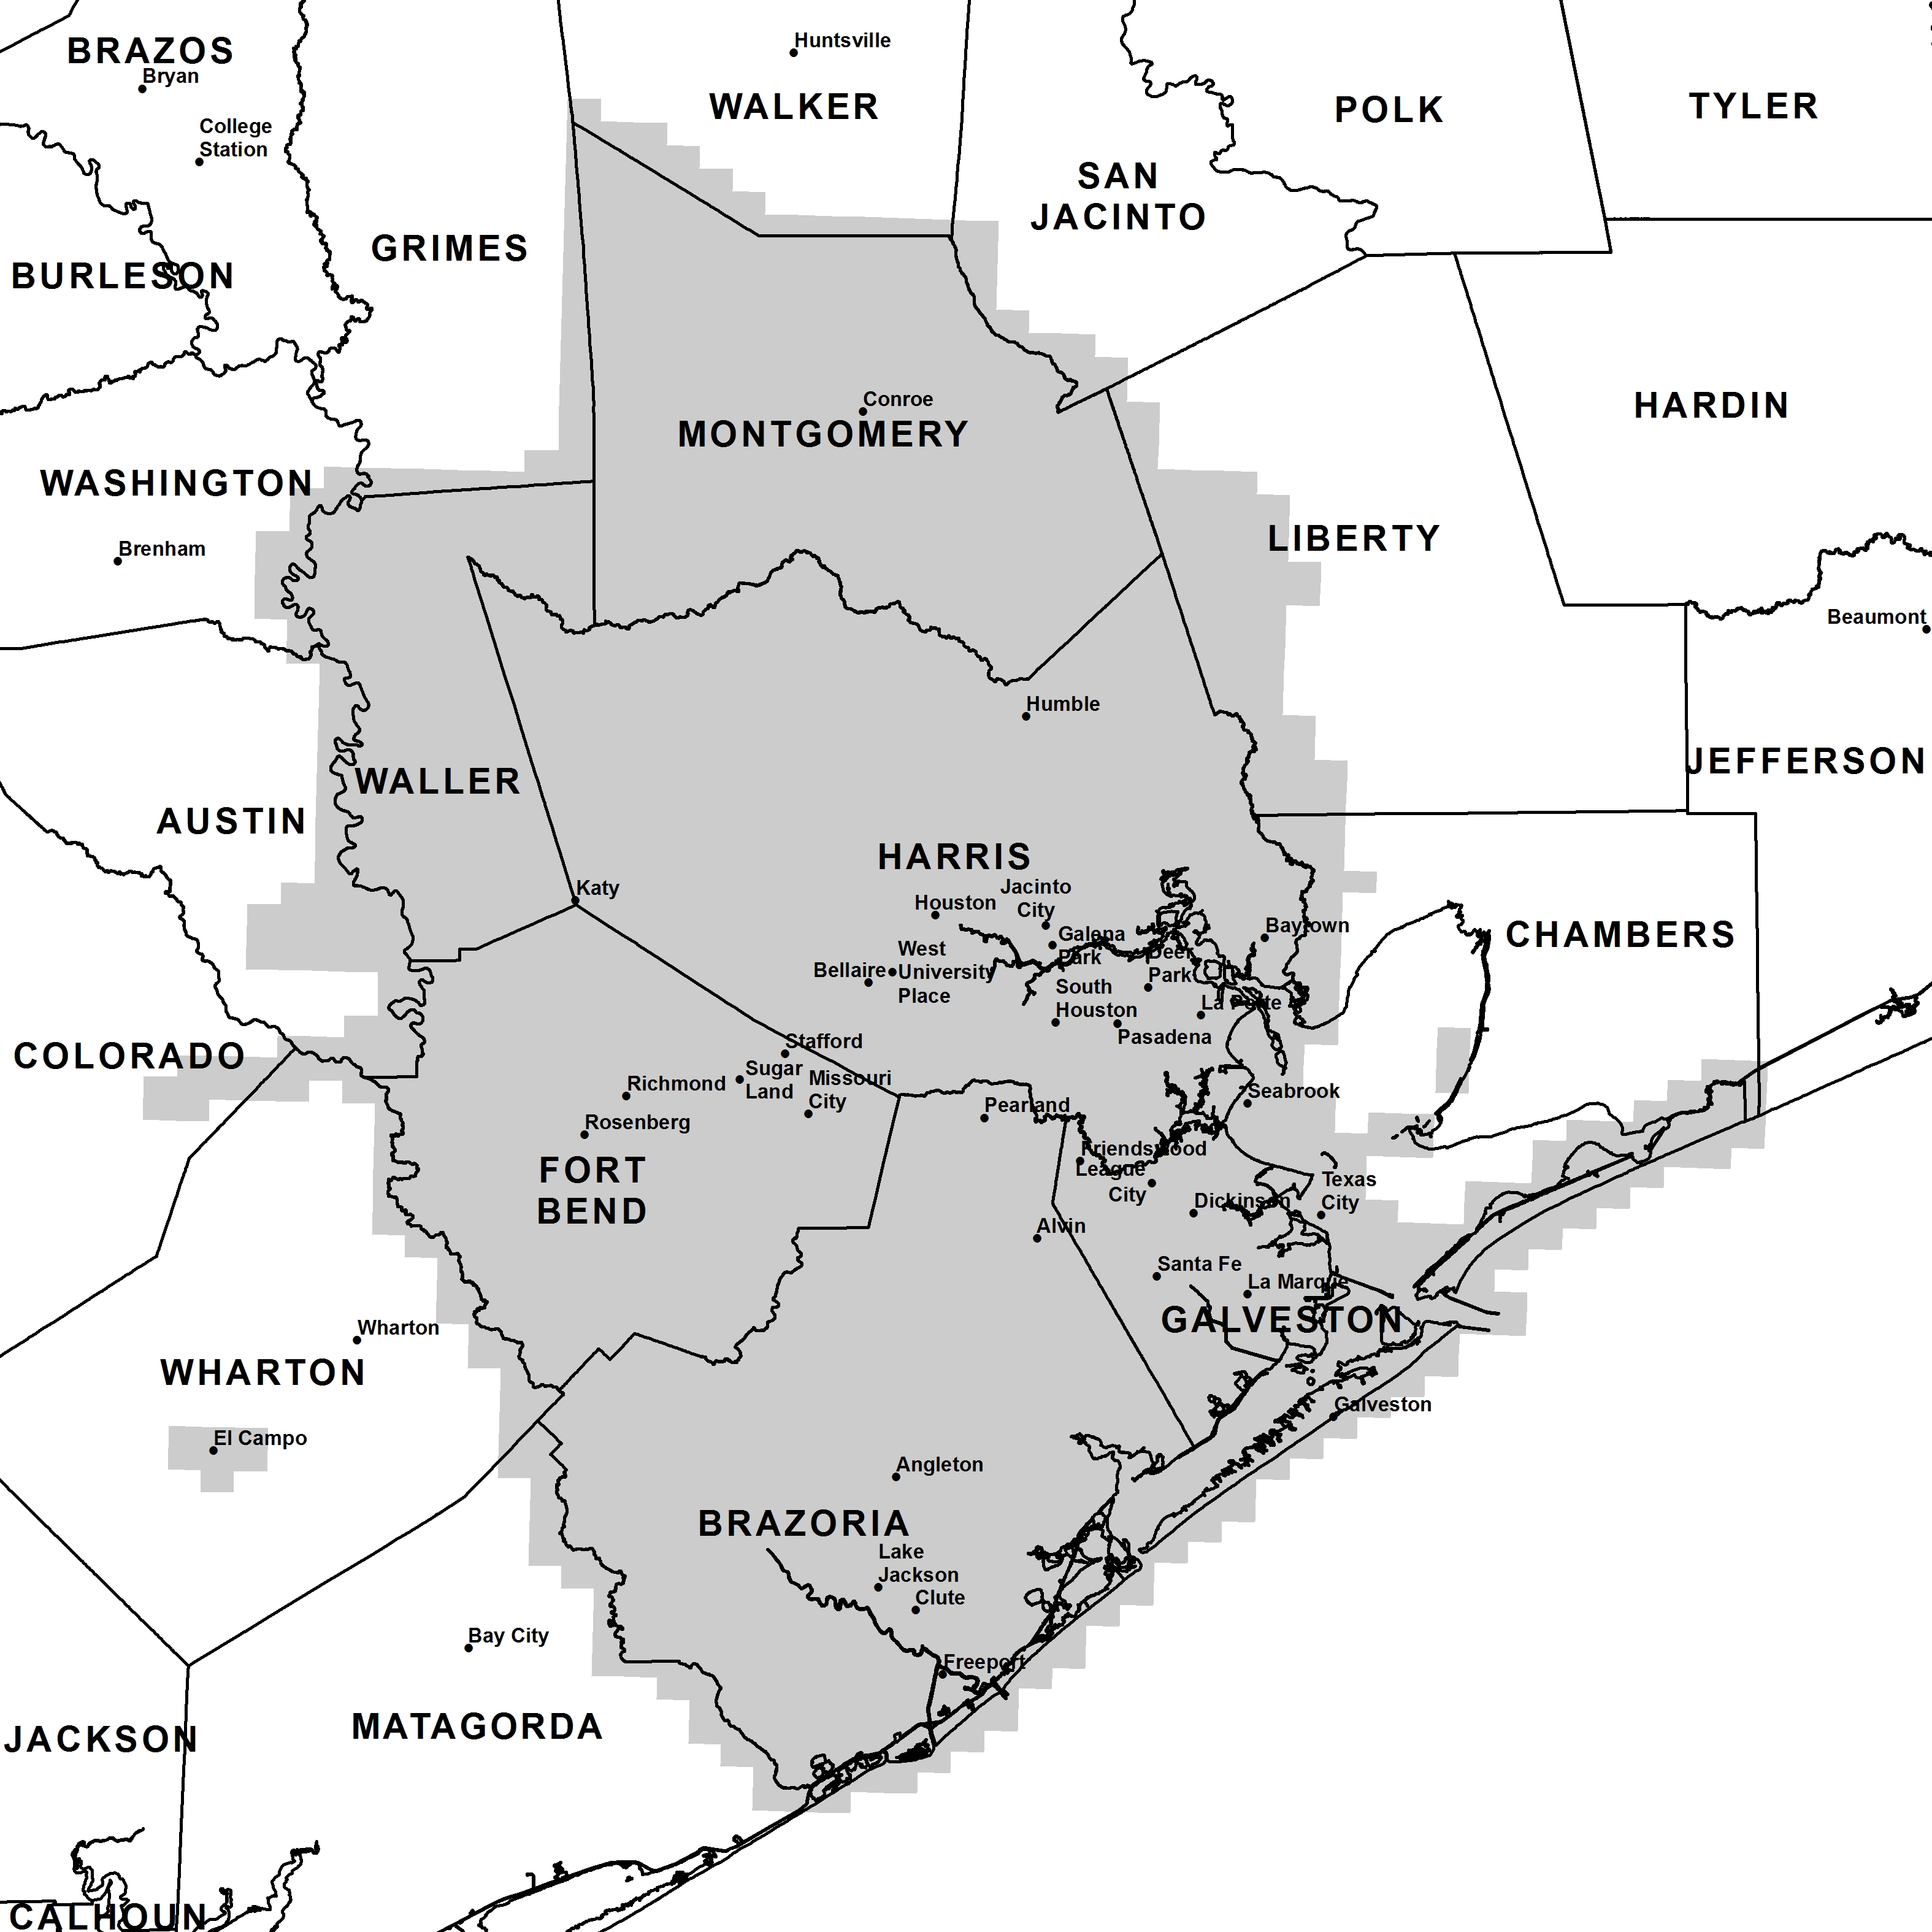 Huntsville
BRAZOS
Bryan
WALKER
POLK
TYLER
College
Station
SAN
JACINTO
GRIMES
BURLESON
Conroe
HARDIN
MONTGOMERY
WASHINGTON
LIBERTY
Brenham
Beaumont
Humble
JEFFERSON
WALLER
AUSTIN
HARRIS
Katy
Jacinto
City
Houston
Galena
Park
Baytown
CHAMBERS
West
University
Place
Bellaire
Deer
Park
South
Houston
La Porte
Pasadena
COLORADO
Stafford
Sugar
Land
Missouri
City
Richmond
Seabrook
Pearland
Rosenberg
Friendswood
League
City
FORT
BEND
Texas
City
Dickinson
Alvin
Santa Fe
La Marque
GALVESTON
Wharton
WHARTON
Galveston
El Campo
Angleton
BRAZORIA
Lake
Jackson
Clute
Bay City
Freeport
MATAGORDA
JACKSON
CALHOUN